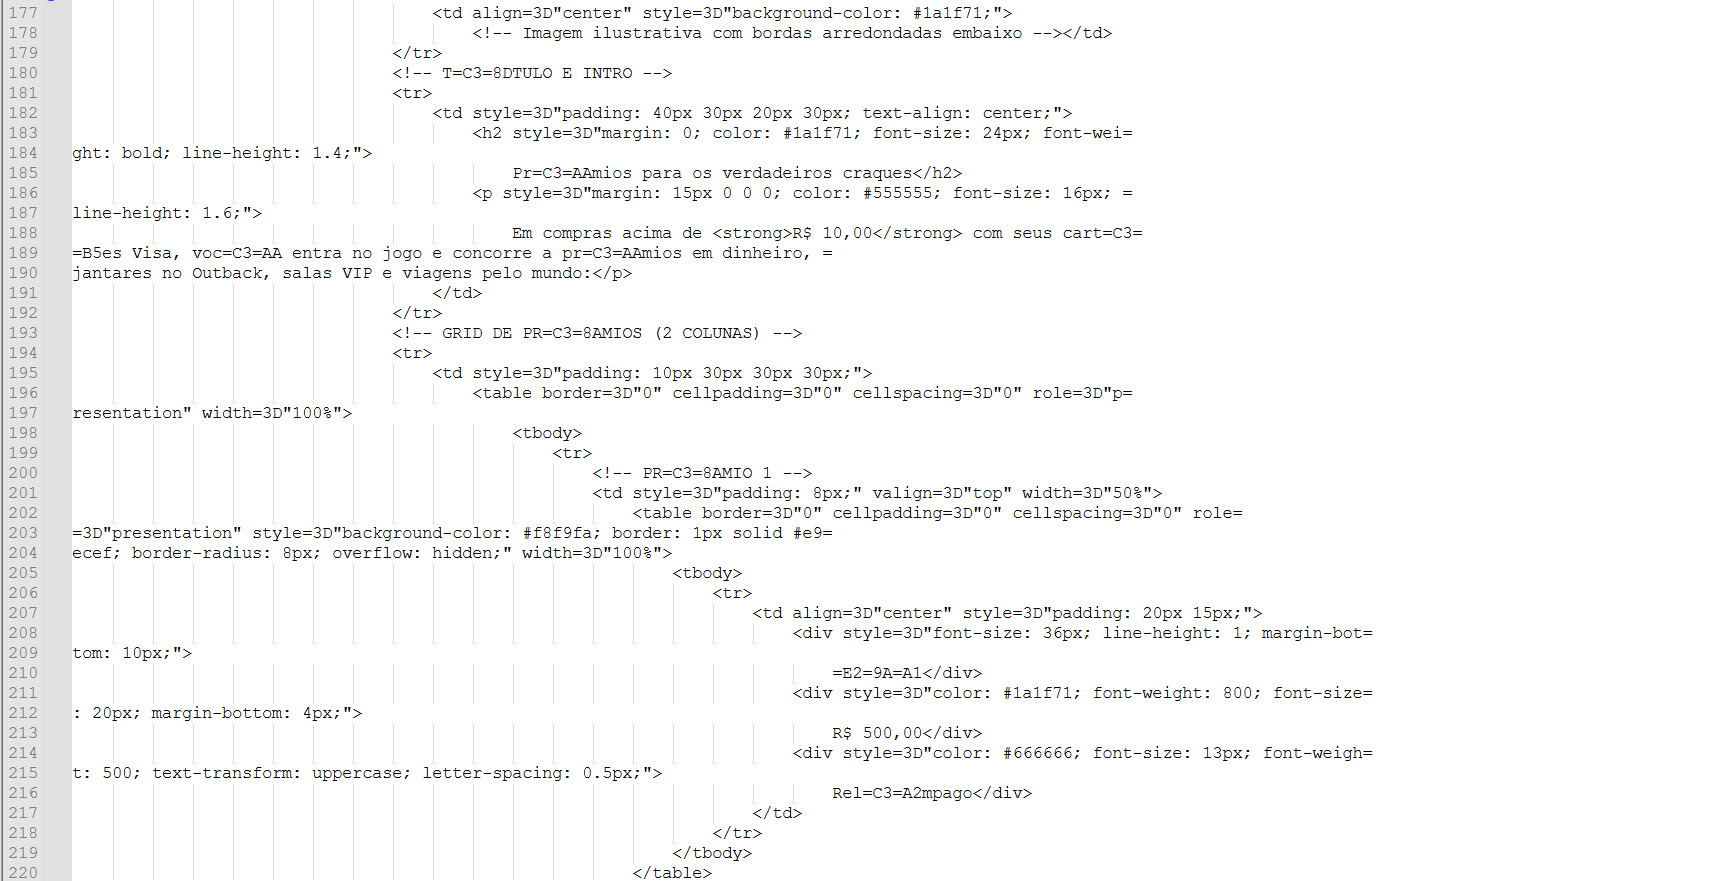 177 <td align=3D"center" style=3D"background-color: #1a1f71;">
178 <!-- Imagem ilustrativa com bordas arredondadas embaixo --></td>
179 </tr>
180 <!-- T=C3=8DTULO E INTRO -->
181 <tr>
182 <td style=3D"padding: 40px 30px 20px 30px; text-align: center;">
183 <h2 style=3D"margin: 0; color: #1a1f71; font-size: 24px; font-wei=
184 ght: bold; line-height: 1.4;">
185 Pr=C3=AAmios para os verdadeiros craques</h2>
186 <p style=3D"margin: 15px 0 0 0; color: #555555; font-size: 16px; =
187 line-height: 1.6;">
188 Em compras acima de <strong>R$ 10,00</strong> com seus cart=C3=
189 =B5es Visa, voc=C3=AA entra no jogo e concorre a pr=C3=AAmios em dinheiro, =
190 jantares no Outback, salas VIP e viagens pelo mundo:</p>
191 </td>
192 </tr>
193 <!-- GRID DE PR=C3=8AMIOS (2 COLUNAS) -->
194 <tr>
195 <td style=3D"padding: 10px 30px 30px 30px;">
196 <table border=3D"0" cellpadding=3D"0" cellspacing=3D"0" role=3D"p=
197 resentation" width=3D"100%">
198 <tbody>
199 <tr>
200 <!-- PR=C3=8AMIO 1 -->
201 <td style=3D"padding: 8px;" valign=3D"top" width=3D"50%">
202 <table border=3D"0" cellpadding=3D"0" cellspacing=3D"0" role=
203 =3D"presentation" style=3D"background-color: #f8f9fa; border: 1px solid #e9=
204 ecef; border-radius: 8px; overflow: hidden;" width=3D"100%">
205 <tbody>
206 <tr>
207 <td align=3D"center" style=3D"padding: 20px 15px;">
208 <div style=3D"font-size: 36px; line-height: 1; margin-bot=
209 tom: 10px;">
210 =E2=9A=A1</div>
211 <div style=3D"color: #1a1f71; font-weight: 800; font-size=
212 : 20px; margin-bottom: 4px;">
213 R$ 500,00</div>
214 <div style=3D"color: #666666; font-size: 13px; font-weigh=
215 t: 500; text-transform: uppercase; letter-spacing: 0.5px;">
216 Rel=C3=A2mpago</div>
217 </td>
218 </tr>
219 </tbody>
220 </table>